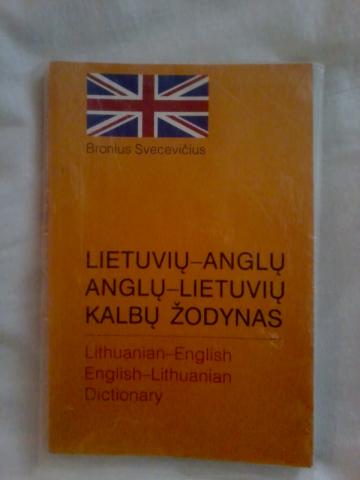 Bronius Svecevičius
LIETUVIŲ–ANGLŲ
ANGLŲ–LIETUVIŲ
KALBŲ ŽODYNAS
Lithuanian–English
English–Lithuanian
Dictionary